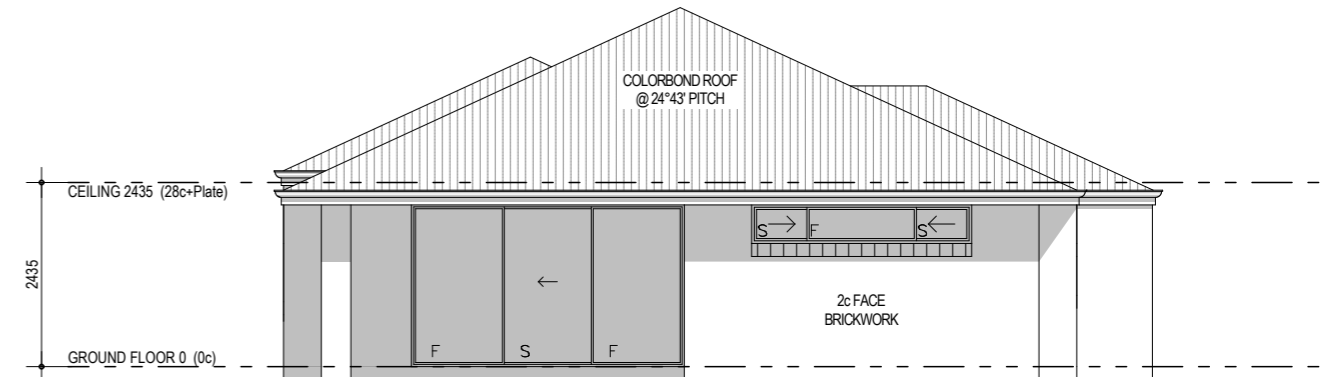 COLORBOND ROOF
@ 24°43' PITCH
CEILING 2435 (28c+Plate)
S F S
2435
2c FACE
BRICKWORK
F S F
GROUND FLOOR 0 (0c)